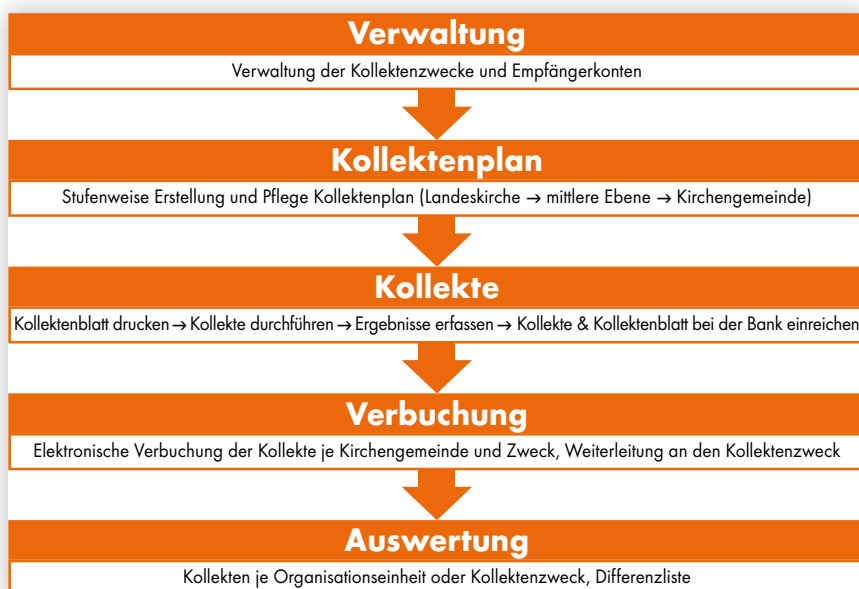 Verwaltung
Verwaltung der Kollektenzwecke und Empfängerkonten
Kollektenplan
Stufenweise Erstellung und Pflege Kollektenplan (Landeskirche → mittlere Ebene → Kirchengemeinde)
Kollekte
Kollektenblatt drucken → Kollekte durchführen → Ergebnisse erfassen → Kollekte & Kollektenblatt bei der Bank einreichen
Verbuchung
Elektronische Verbuchung der Kollekte je Kirchengemeinde und Zweck, Weiterleitung an den Kollektenzweck
Auswertung
Kollekten je Organisationseinheit oder Kollektenzweck, Differenzliste